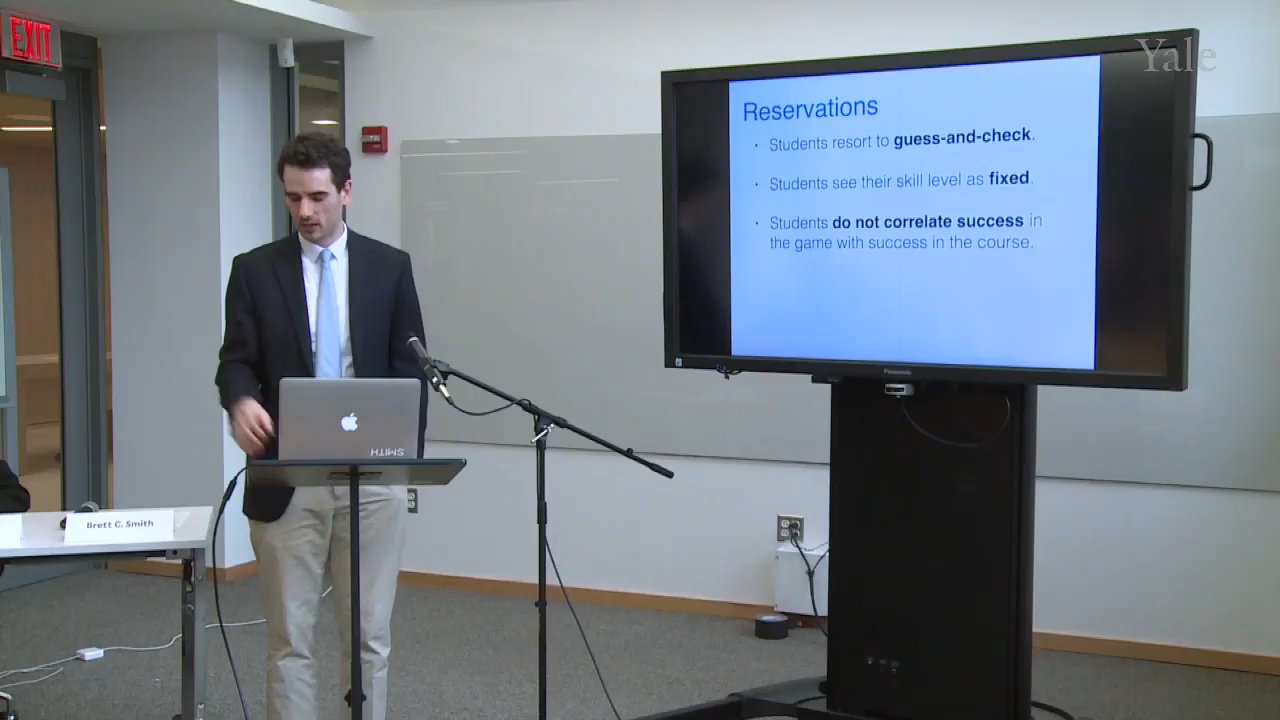 EXIT
Yale
Reservations
· Students resort to guess-and-check.
· Students see their skill level as fixed.
· Students do not correlate success in
the game with success in the course.
Panasonic
SMITH
Brett C. Smith